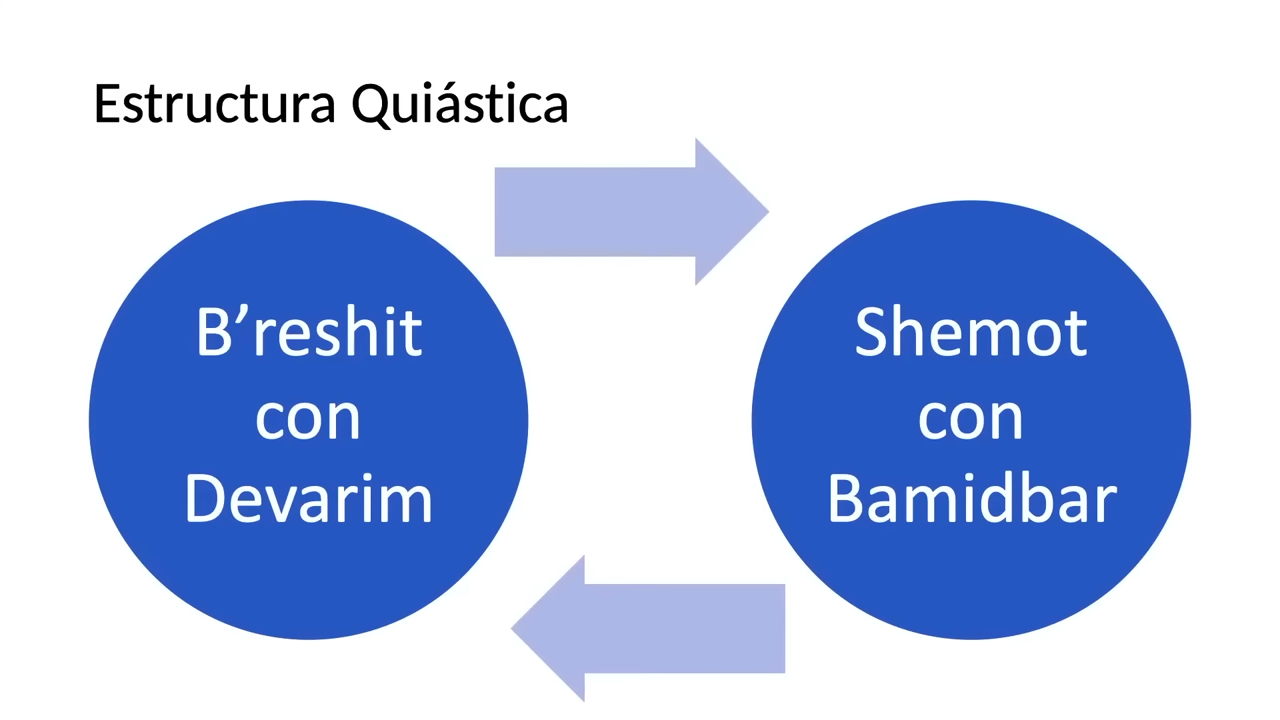 Estructura Quiástica
B’reshit
con
Devarim
Shemot
con
Bamidbar